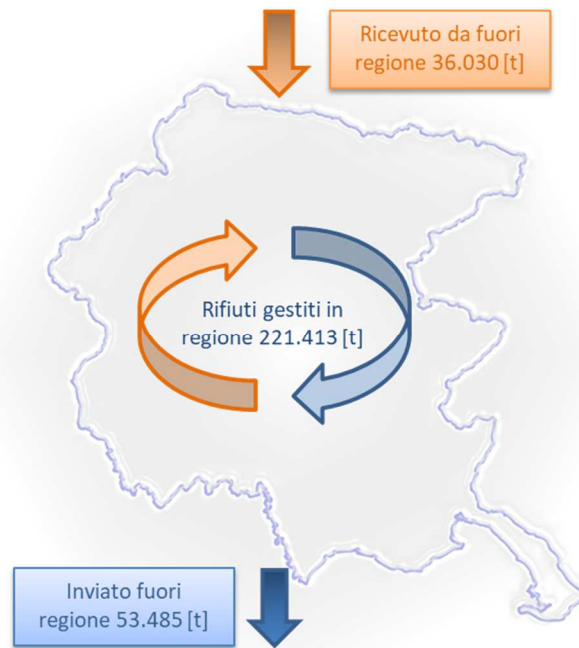 Ricevuto da fuori
regione 36.030 [t]
Rifiuti gestiti in
regione 221.413 [t]
Inviato fuori
regione 53.485 [t]